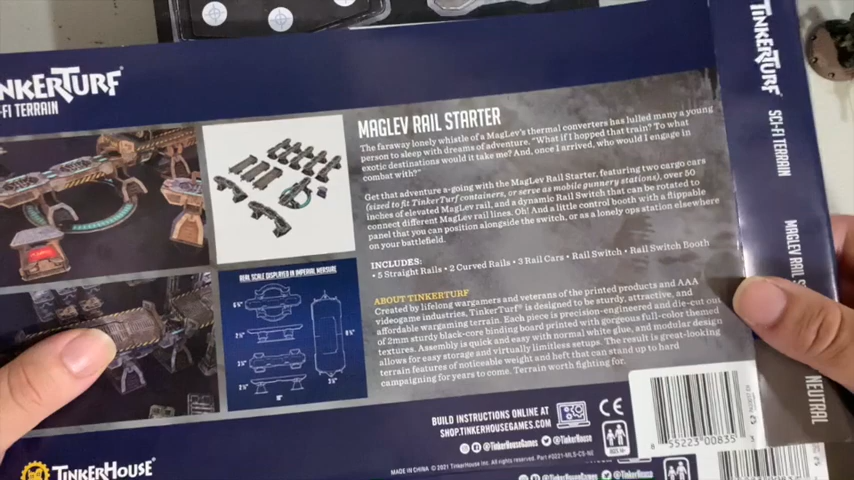 TINKERTURF
SCI-FI TERRAIN
MAGLEV RAIL STARTER
The faraway lonely whistle of a MagLev's thermal converters has lulled many a young
person to sleep with dreams of adventure. "What if I hopped that train? To what
exotic destinations would it take me? And, once I arrived, who would I engage in
combat with?"
Get that adventure a-going with the MagLev Rail Starter, featuring two cargo cars
(sized to fit TinkerTurf containers, or serve as mobile gunnery stations), over 50
inches of elevated MagLev rail, and a dynamic Rail Switch that can be rotated to
connect different MagLev rail lines. Oh! And a little control booth with a flippable
panel that you can position alongside the switch, or as a lonely ops station elsewhere
on your battlefield.
INCLUDES:
• 5 Straight Rails • 2 Curved Rails • 3 Rail Cars • Rail Switch • Rail Switch Booth
ABOUT TINKERTURF
Created by lifelong wargamers and veterans of the printed products and AAA
videogame industries, TinkerTurf® is designed to be sturdy, attractive, and
affordable wargaming terrain. Each piece is precision-engineered and die-cut out
of 2mm sturdy black-core binding board printed with gorgeous full-color themed
textures. Assembly is quick and easy with normal white glue, and modular design
allows for easy storage and virtually limitless setups. The result is great-looking
terrain features of noticeable weight and heft that can stand up to hard
campaigning for years to come. Terrain worth fighting for.
REAL SCALE DISPLAYED IN IMPERIAL MEASURE
BUILD INSTRUCTIONS ONLINE AT
SHOP.TINKERHOUSEGAMES.COM
@TinkerHouseGames @TinkerHouse
MADE IN CHINA © 2021 TinkerHouse Inc. All rights reserved. Part #0221-MLS-CS-NE
CE
AGES 14+
55223 00835
TINKERHOUSE
TINKERTURF
SCI-FI TERRAIN
MAGLEV RAIL S
NEUTRAL